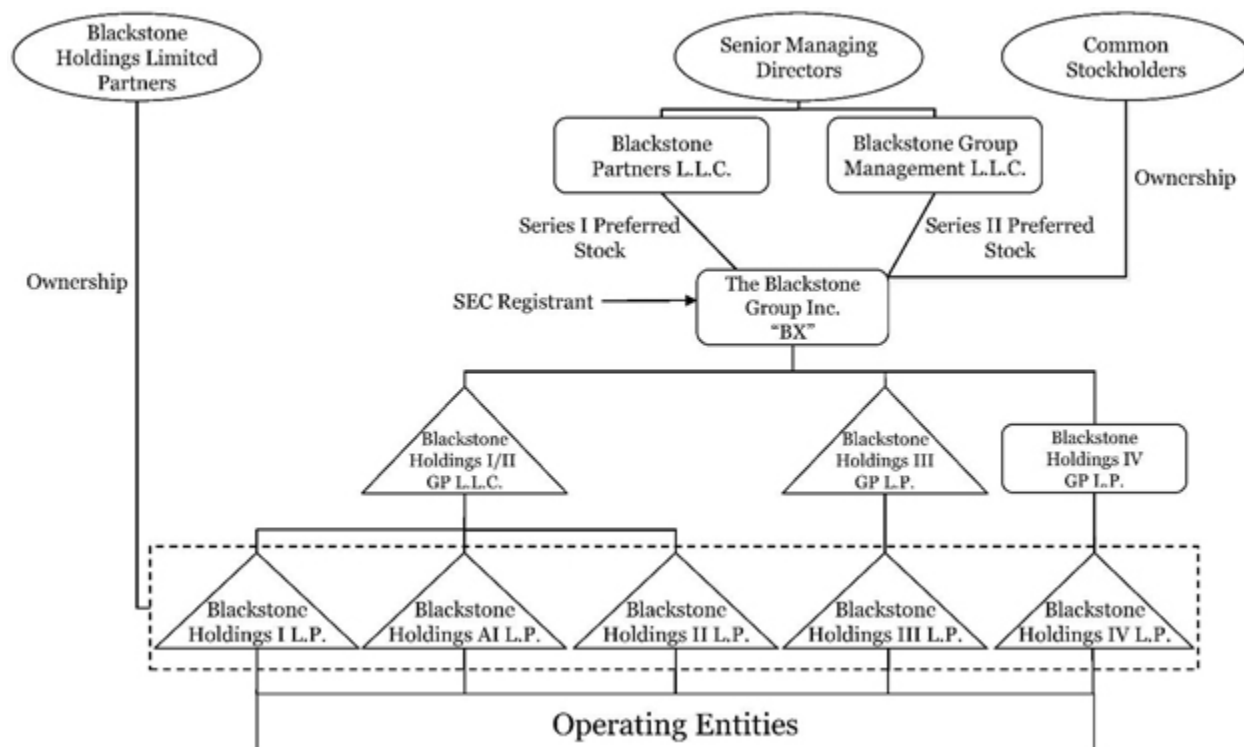 Blackstone
Holdings Limited
Partners
Senior Managing
Directors
Common
Stockholders
Blackstone
Partners L.L.C.
Blackstone Group
Management L.L.C.
Ownership
Series I Preferred
Stock
Series II Preferred
Stock
Ownership
SEC Registrant
The Blackstone
Group Inc.
“BX”
Blackstone
Holdings I/II
GP L.L.C.
Blackstone
Holdings III
GP L.P.
Blackstone
Holdings IV
GP L.P.
Blackstone
Holdings I L.P.
Blackstone
Holdings AI L.P.
Blackstone
Holdings II L.P.
Blackstone
Holdings III L.P.
Blackstone
Holdings IV L.P.
Operating Entities